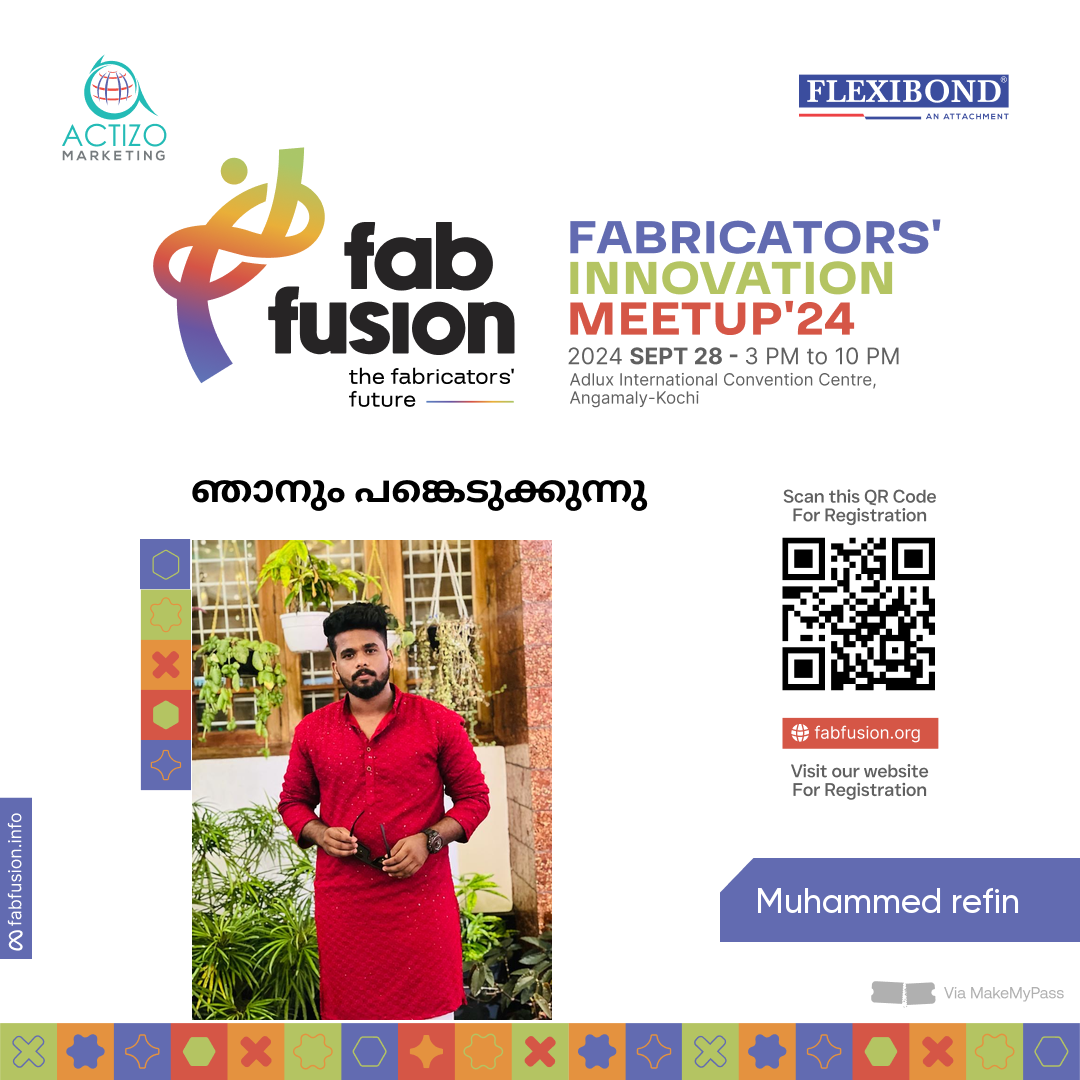 ACTIZO
MARKETING
FLEXIBOND®
AN ATTACHMENT
fab
fusion
the fabricators'
future
FABRICATORS'
INNOVATION
MEETUP'24
2024 SEPT 28 - 3 PM to 10 PM
Adlux International Convention Centre,
Angamaly-Kochi
ഞാനും പങ്കെടുക്കുന്നു
Scan this QR Code
For Registration
fabfusion.org
Visit our website
For Registration
fabfusion.info
Muhammed refin
Via MakeMyPass